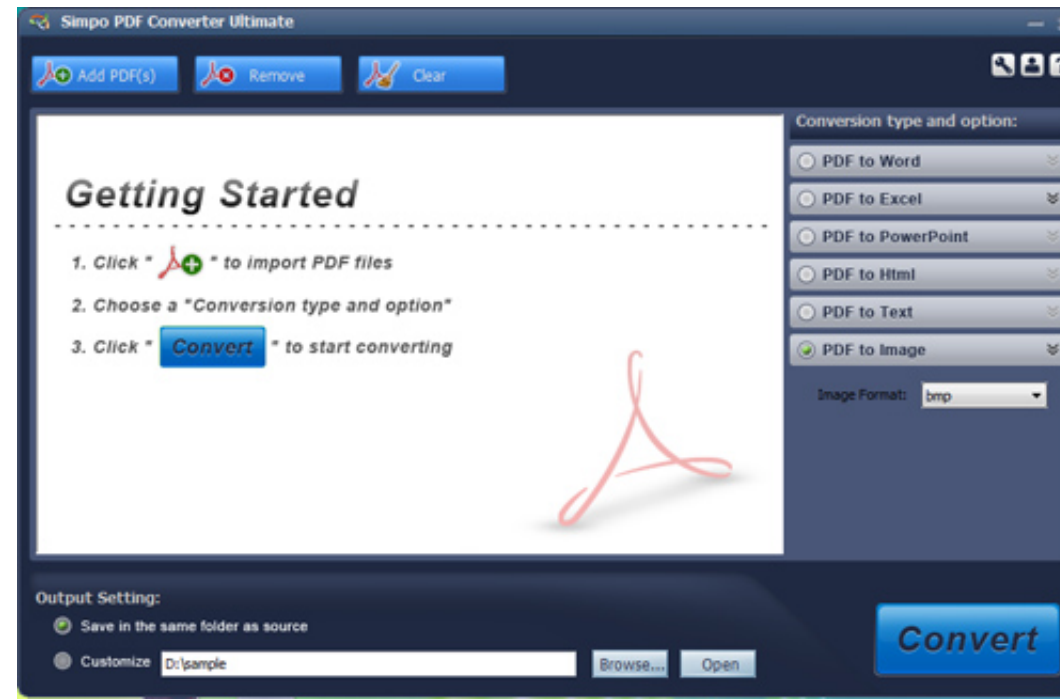 Simpo PDF Converter Ultimate
Add PDF(s)
Remove
Clear
Getting Started
1. Click " " to import PDF files
2. Choose a "Conversion type and option"
3. Click " Convert " to start converting
Conversion type and option:
PDF to Word
PDF to Excel
PDF to PowerPoint
PDF to Html
PDF to Text
PDF to Image
Image Format: bmp
Output Setting:
Save in the same folder as source
Customize D:\sample Browse... Open
Convert